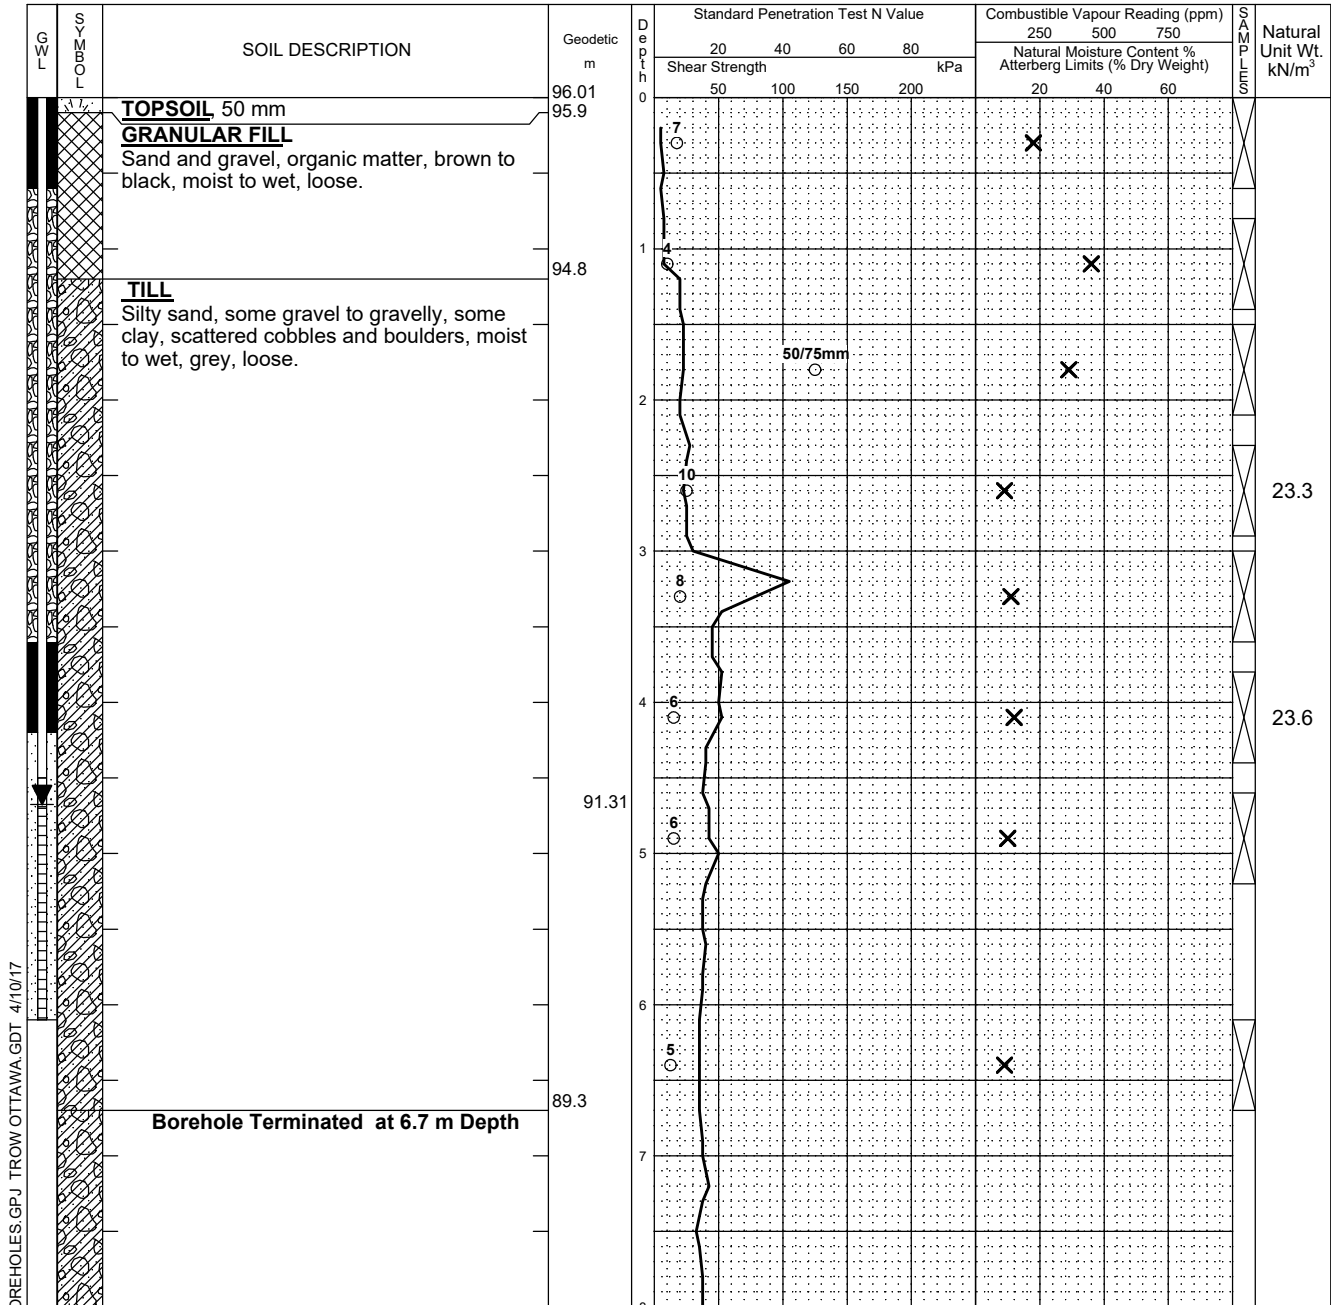 GWL
SYMBOL
SOIL DESCRIPTION
Geodetic
m
96.01
Depth
Standard Penetration Test N Value
20 40 60 80
Shear Strength kPa
50 100 150 200
Combustible Vapour Reading (ppm)
250 500 750
Natural Moisture Content %
Atterberg Limits (% Dry Weight)
20 40 60
SAMPLES
Natural
Unit Wt.
kN/m³
0
TOPSOIL, 50 mm
95.9
GRANULAR FILL
7
Sand and gravel, organic matter, brown to
black, moist to wet, loose.
1
4
94.8
TILL
Silty sand, some gravel to gravelly, some
clay, scattered cobbles and boulders, moist
to wet, grey, loose.
50/75mm
2
10
23.3
3
8
4
6
23.6
91.31
6
5
6
5
89.3
Borehole Terminated at 6.7 m Depth
7
OREHOLES.GPJ TROW OTTAWA.GDT 4/10/17